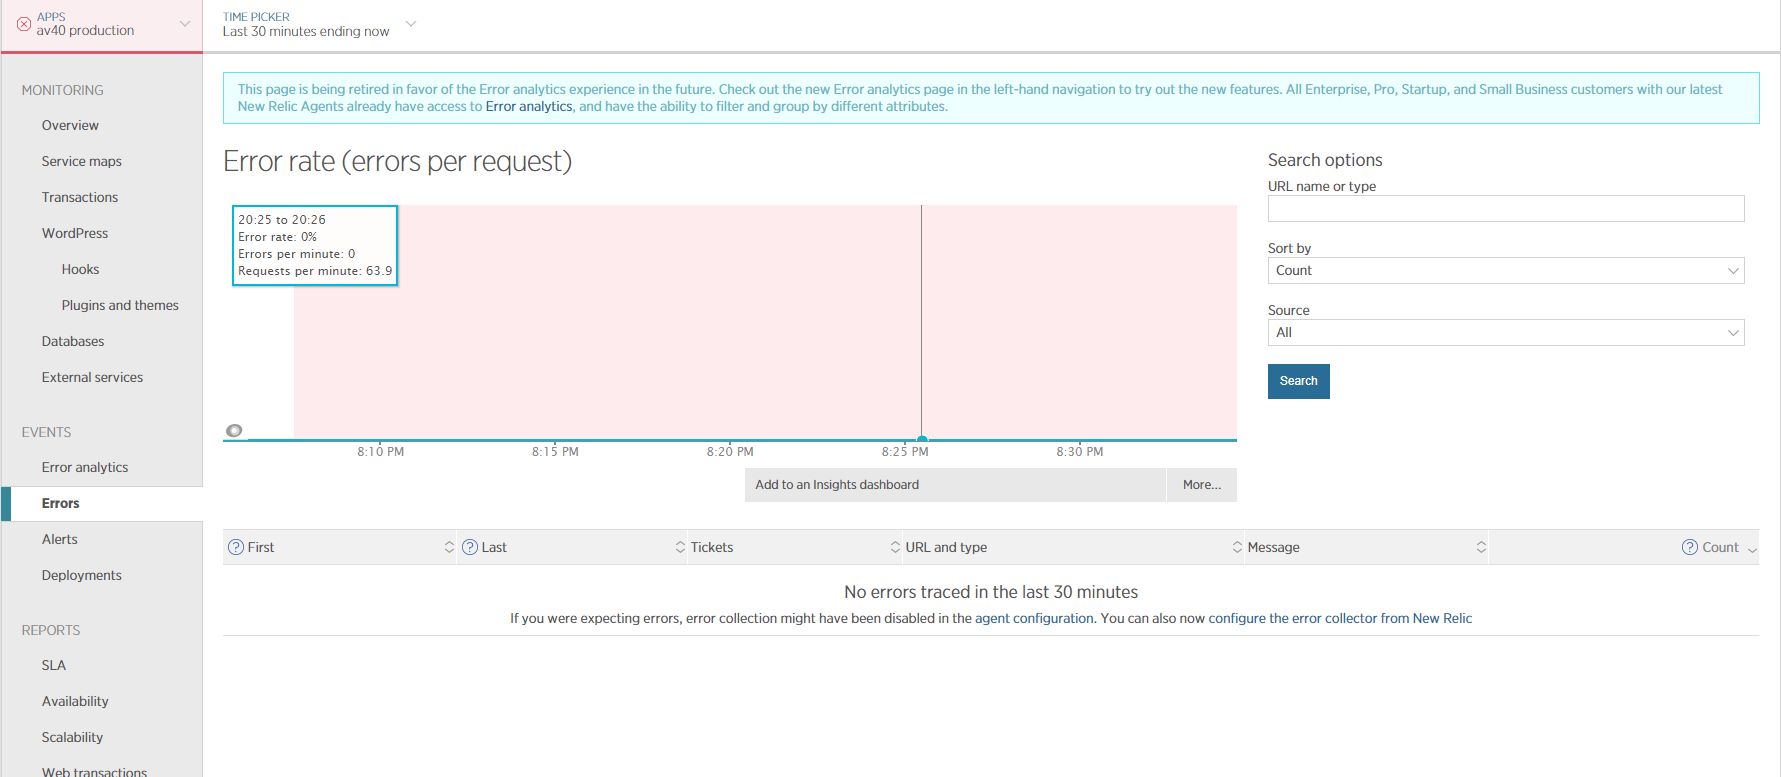 APPS
av40 production
TIME PICKER
Last 30 minutes ending now
MONITORING
Overview
Service maps
Transactions
WordPress
Hooks
Plugins and themes
Databases
External services
EVENTS
Error analytics
Errors
Alerts
Deployments
REPORTS
SLA
Availability
Scalability
Web transactions
This page is being retired in favor of the Error analytics experience in the future. Check out the new Error analytics page in the left-hand navigation to try out the new features. All Enterprise, Pro, Startup, and Small Business customers with our latest
New Relic Agents already have access to Error analytics, and have the ability to filter and group by different attributes.
Error rate (errors per request)
20:25 to 20:26
Error rate: 0%
Errors per minute: 0
Requests per minute: 63.9
8:10 PM 8:15 PM 8:20 PM 8:25 PM 8:30 PM
Add to an Insights dashboard More...
Search options
URL name or type
Sort by
Count
Source
All
Search
? First ? Last Tickets URL and type Message ? Count
No errors traced in the last 30 minutes
If you were expecting errors, error collection might have been disabled in the agent configuration. You can also now configure the error collector from New Relic